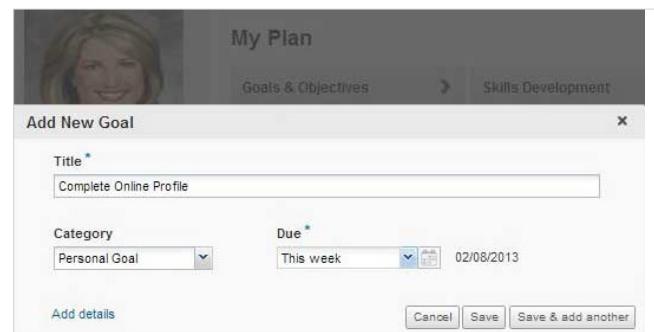 My Plan
Goals & Objectives Skills Development
Add New Goal
Title *
Complete Online Profile
Category Due *
Personal Goal This week 02/08/2013
Add details Cancel Save Save & add another